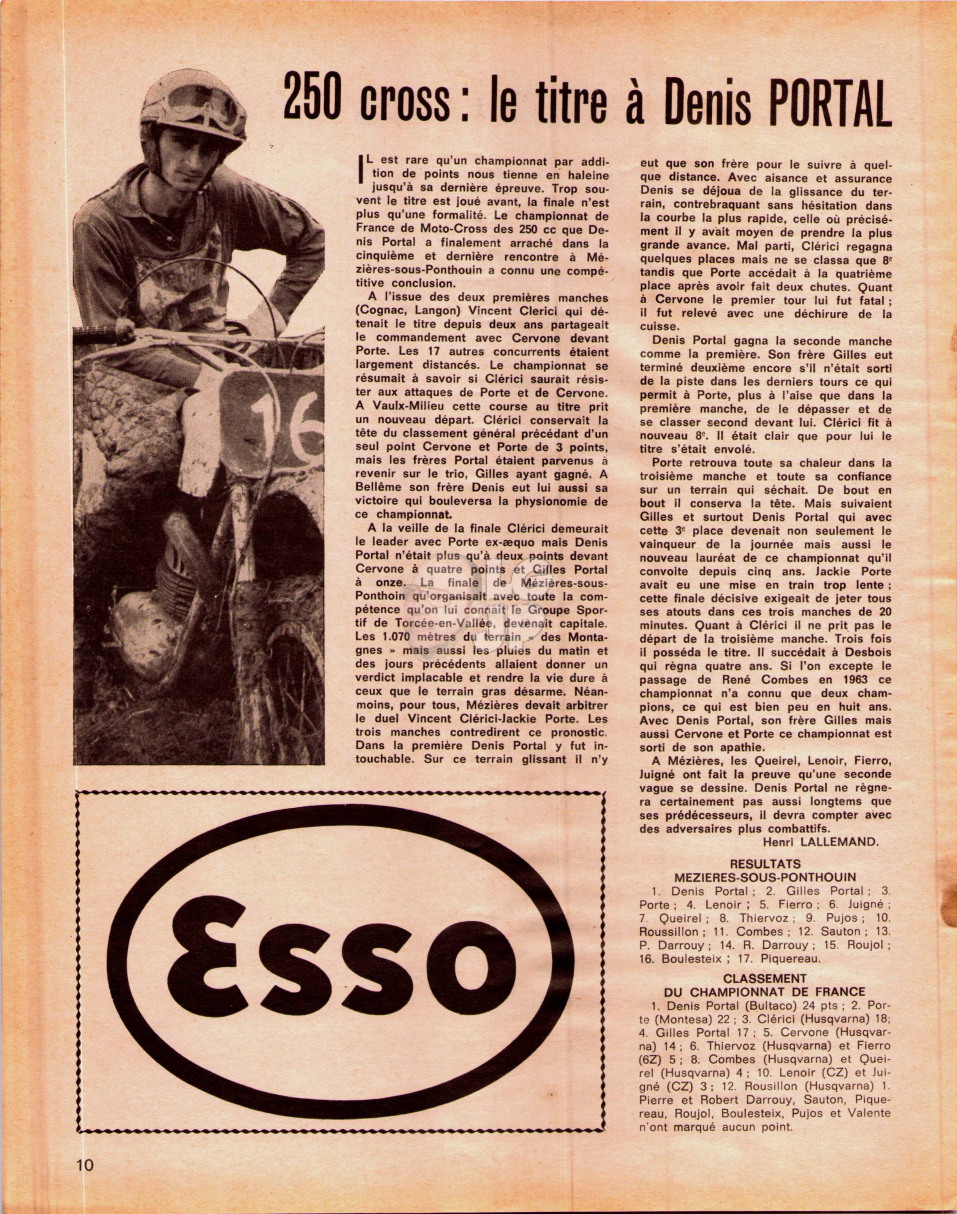 250 cross : le titre à Denis PORTAL
16
IL est rare qu'un championnat par addi-
tion de points nous tienne en haleine
jusqu'à sa dernière épreuve. Trop sou-
vent le titre est joué avant, la finale n'est
plus qu'une formalité. Le championnat de
France de Moto-Cross des 250 cc que De-
nis Portal a finalement arraché dans la
cinquième et dernière rencontre à Mé-
zières-sous-Ponthouin a connu une compé-
titive conclusion.
A l'issue des deux premières manches
(Cognac, Langon) Vincent Clerici qui dé-
tenait le titre depuis deux ans partageait
le commandement avec Cervone devant
Porte. Les 17 autres concurrents étaient
largement distancés. Le championnat se
résumait à savoir si Clérici saurait résis-
ter aux attaques de Porte et de Cervone.
A Vaulx-Milieu cette course au titre prit
un nouveau départ. Clérici conservait la
tête du classement général précédant d'un
seul point Cervone et Porte de 3 points,
mais les frères Portal étaient parvenus à
revenir sur le trio, Gilles ayant gagné. A
Bellême son frère Denis eut lui aussi sa
victoire qui bouleversa la physionomie de
ce championnat.
A la veille de la finale Clérici demeurait
le leader avec Porte ex-æquo mais Denis
Portal n'était plus qu'à deux points devant
Cervone à quatre points et Gilles Portal
à onze. La finale de Mézières-sous-
Ponthoin qu'organisait avec toute la com-
pétence qu'on lui connaît le Groupe Spor-
tif de Torcée-en-Vallée, devenait capitale.
Les 1.070 mètres du terrain « des Monta-
gnes » mais aussi les pluies du matin et
des jours précédents allaient donner un
verdict implacable et rendre la vie dure à
ceux que le terrain gras désarme. Néan-
moins, pour tous, Mézières devait arbitrer
le duel Vincent Clérici-Jackie Porte. Les
trois manches contredirent ce pronostic.
Dans la première Denis Portal y fut in-
touchable. Sur ce terrain glissant il n'y
eut que son frère pour le suivre à quel-
que distance. Avec aisance et assurance
Denis se déjoua de la glissance du ter-
rain, contrebraquant sans hésitation dans
la courbe la plus rapide, celle où précisé-
ment il y avait moyen de prendre la plus
grande avance. Mal parti, Clérici regagna
quelques places mais ne se classa que 8e
tandis que Porte accédait à la quatrième
place après avoir fait deux chutes. Quant
à Cervone le premier tour lui fut fatal ;
il fut relevé avec une déchirure de la
cuisse.
Denis Portal gagna la seconde manche
comme la première. Son frère Gilles eut
terminé deuxième encore s'il n'était sorti
de la piste dans les derniers tours ce qui
permit à Porte, plus à l'aise que dans la
première manche, de le dépasser et de
se classer second devant lui. Clérici fit à
nouveau 8e. Il était clair que pour lui le
titre s'était envolé.
Porte retrouva toute sa chaleur dans la
troisième manche et toute sa confiance
sur un terrain qui séchait. De bout en
bout il conserva la tête. Mais suivaient
Gilles et surtout Denis Portal qui avec
cette 3e place devenait non seulement le
vainqueur de la journée mais aussi le
nouveau lauréat de ce championnat qu'il
convoite depuis cinq ans. Jackie Porte
avait eu une mise en train trop lente ;
cette finale décisive exigeait de jeter tous
ses atouts dans ces trois manches de 20
minutes. Quant à Clérici il ne prit pas le
départ de la troisième manche. Trois fois
il posséda le titre. Il succédait à Desbois
qui règna quatre ans. Si l'on excepte le
passage de René Combes en 1963 ce
championnat n'a connu que deux cham-
pions, ce qui est bien peu en huit ans.
Avec Denis Portal, son frère Gilles mais
aussi Cervone et Porte ce championnat est
sorti de son apathie.
A Mézières, les Queirel, Lenoir, Fierro,
Juigné ont fait la preuve qu'une seconde
vague se dessine. Denis Portal ne règne-
ra certainement pas aussi longtems que
ses prédécesseurs, il devra compter avec
des adversaires plus combattifs.
Henri LALLEMAND.
RESULTATS
MEZIERES-SOUS-PONTHOUIN
1. Denis Portal ; 2. Gilles Portal ; 3.
Porte ; 4. Lenoir ; 5. Fierro ; 6. Juigné ;
7. Queirel ; 8. Thiervoz ; 9. Pujos ; 10.
Roussillon ; 11. Combes ; 12. Sauton ; 13.
P. Darrouy ; 14. R. Darrouy ; 15. Roujol ;
16. Boulesteix ; 17. Piquereau.
CLASSEMENT
DU CHAMPIONNAT DE FRANCE
1. Denis Portal (Bultaco) 24 pts ; 2. Por-
te (Montesa) 22 ; 3. Clérici (Husqvarna) 18;
4. Gilles Portal 17 ; 5. Cervone (Husqvar-
na) 14 ; 6. Thiervoz (Husqvarna) et Fierro
(6Z) 5 ; 8. Combes (Husqvarna) et Quei-
rel (Husqvarna) 4 ; 10. Lenoir (CZ) et Jui-
gné (CZ) 3 ; 12. Rousillon (Husqvarna) 1.
Pierre et Robert Darrouy, Sauton, Pique-
reau, Roujol, Boulesteix, Pujos et Valente
n'ont marqué aucun point.
Esso
10